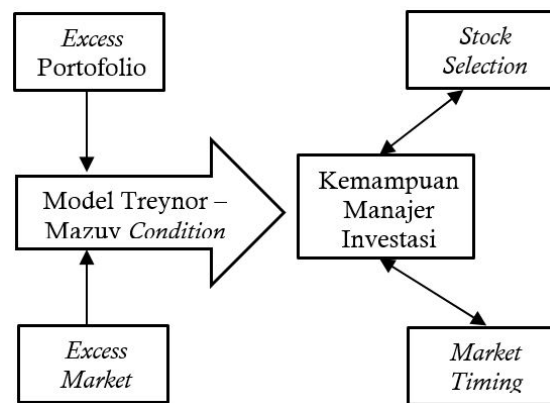 Excess
Portofolio
Stock
Selection
Model Treynor –
Mazuy Condition
Kemampuan
Manajer
Investasi
Excess
Market
Market
Timing